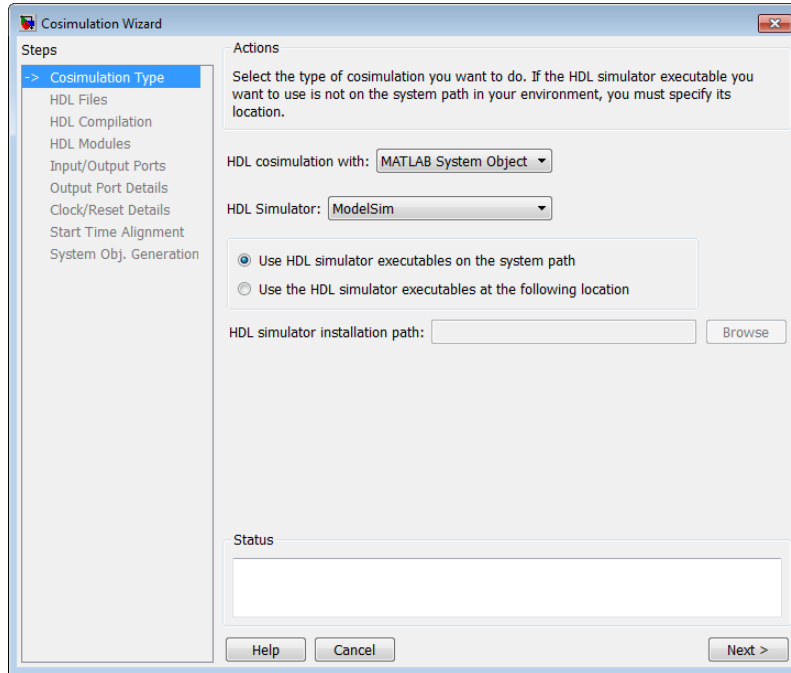 Cosimulation Wizard
Steps
-> Cosimulation Type
HDL Files
HDL Compilation
HDL Modules
Input/Output Ports
Output Port Details
Clock/Reset Details
Start Time Alignment
System Obj. Generation
Actions
Select the type of cosimulation you want to do. If the HDL simulator executable you
want to use is not on the system path in your environment, you must specify its
location.
HDL cosimulation with: MATLAB System Object
HDL Simulator: ModelSim
Use HDL simulator executables on the system path
Use the HDL simulator executables at the following location
HDL simulator installation path: Browse
Status
Help Cancel Next >